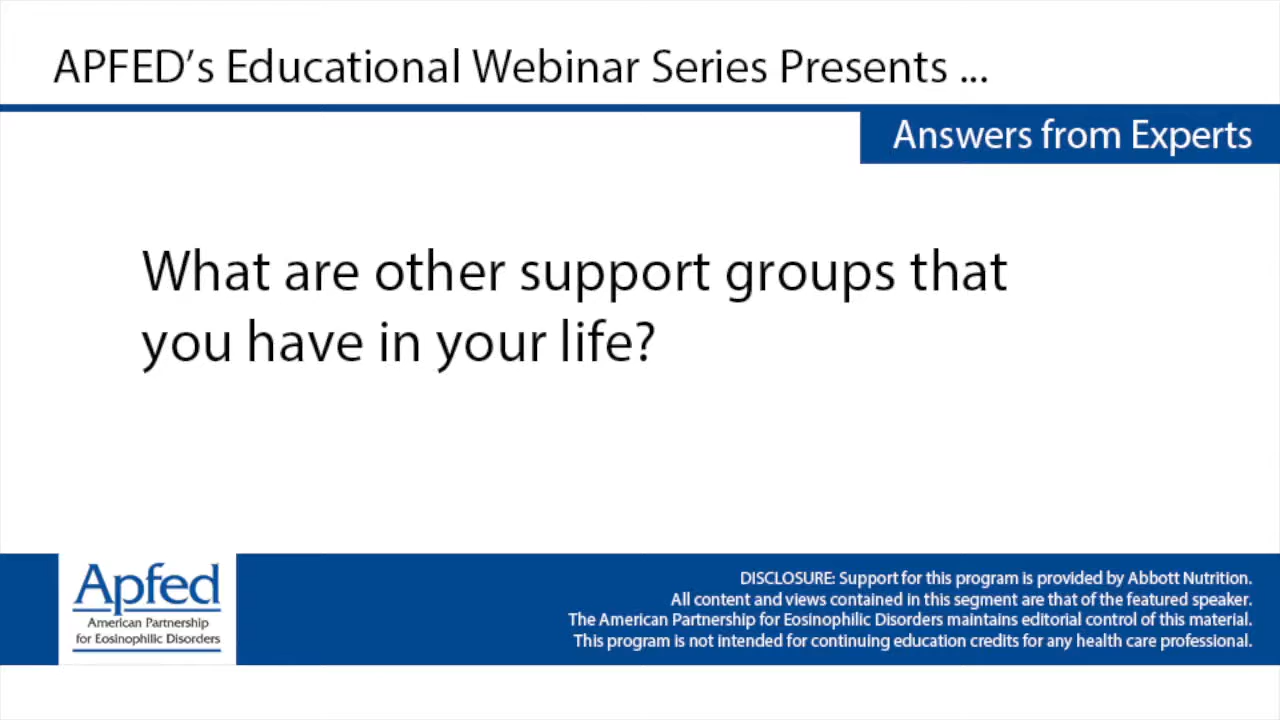 APFED’s Educational Webinar Series Presents ...
Answers from Experts
What are other support groups that
you have in your life?
Apfed
American Partnership
for Eosinophilic Disorders
DISCLOSURE: Support for this program is provided by Abbott Nutrition.
All content and views contained in this segment are that of the featured speaker.
The American Partnership for Eosinophilic Disorders maintains editorial control of this material.
This program is not intended for continuing education credits for any health care professional.